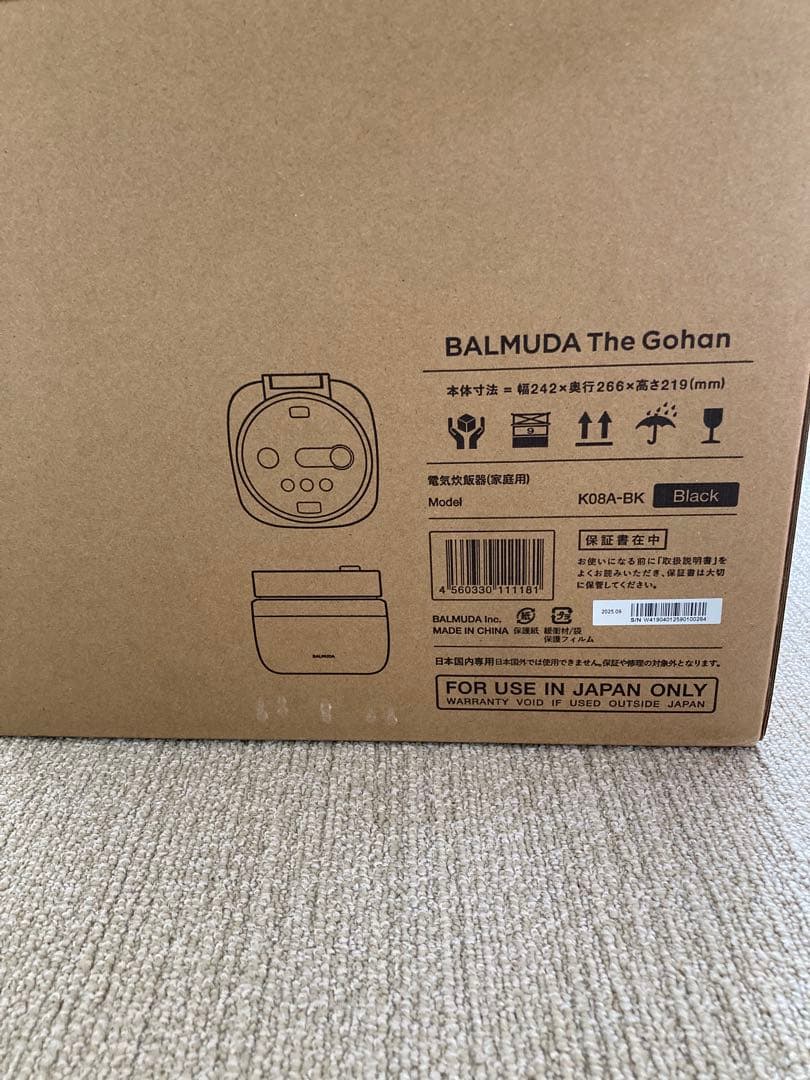 BALMUDA The Gohan
本体寸法 = 幅242×奥行266×高さ219(mm)
9
電気炊飯器(家庭用)
Model K08A-BK Black
4 560330 111181
保証書在中
お使いになる前に「取扱説明書」を
よくお読みいただき、保証書は大切
に保管してください。
2025.09
S/N W41904012590100284
BALMUDA Inc.
MADE IN CHINA
紙
保護紙
プラ
緩衝材/袋
保護フィルム
日本国内専用 日本国外では使用できません。保証や修理の対象外となります。
FOR USE IN JAPAN ONLY
WARRANTY VOID IF USED OUTSIDE JAPAN
BALMUDA